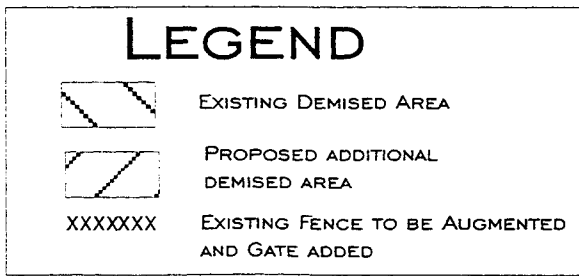 LEGEND
EXISTING DEMISED AREA
PROPOSED ADDITIONAL
DEMISED AREA
XXXXXXX EXISTING FENCE TO BE AUGMENTED
AND GATE ADDED